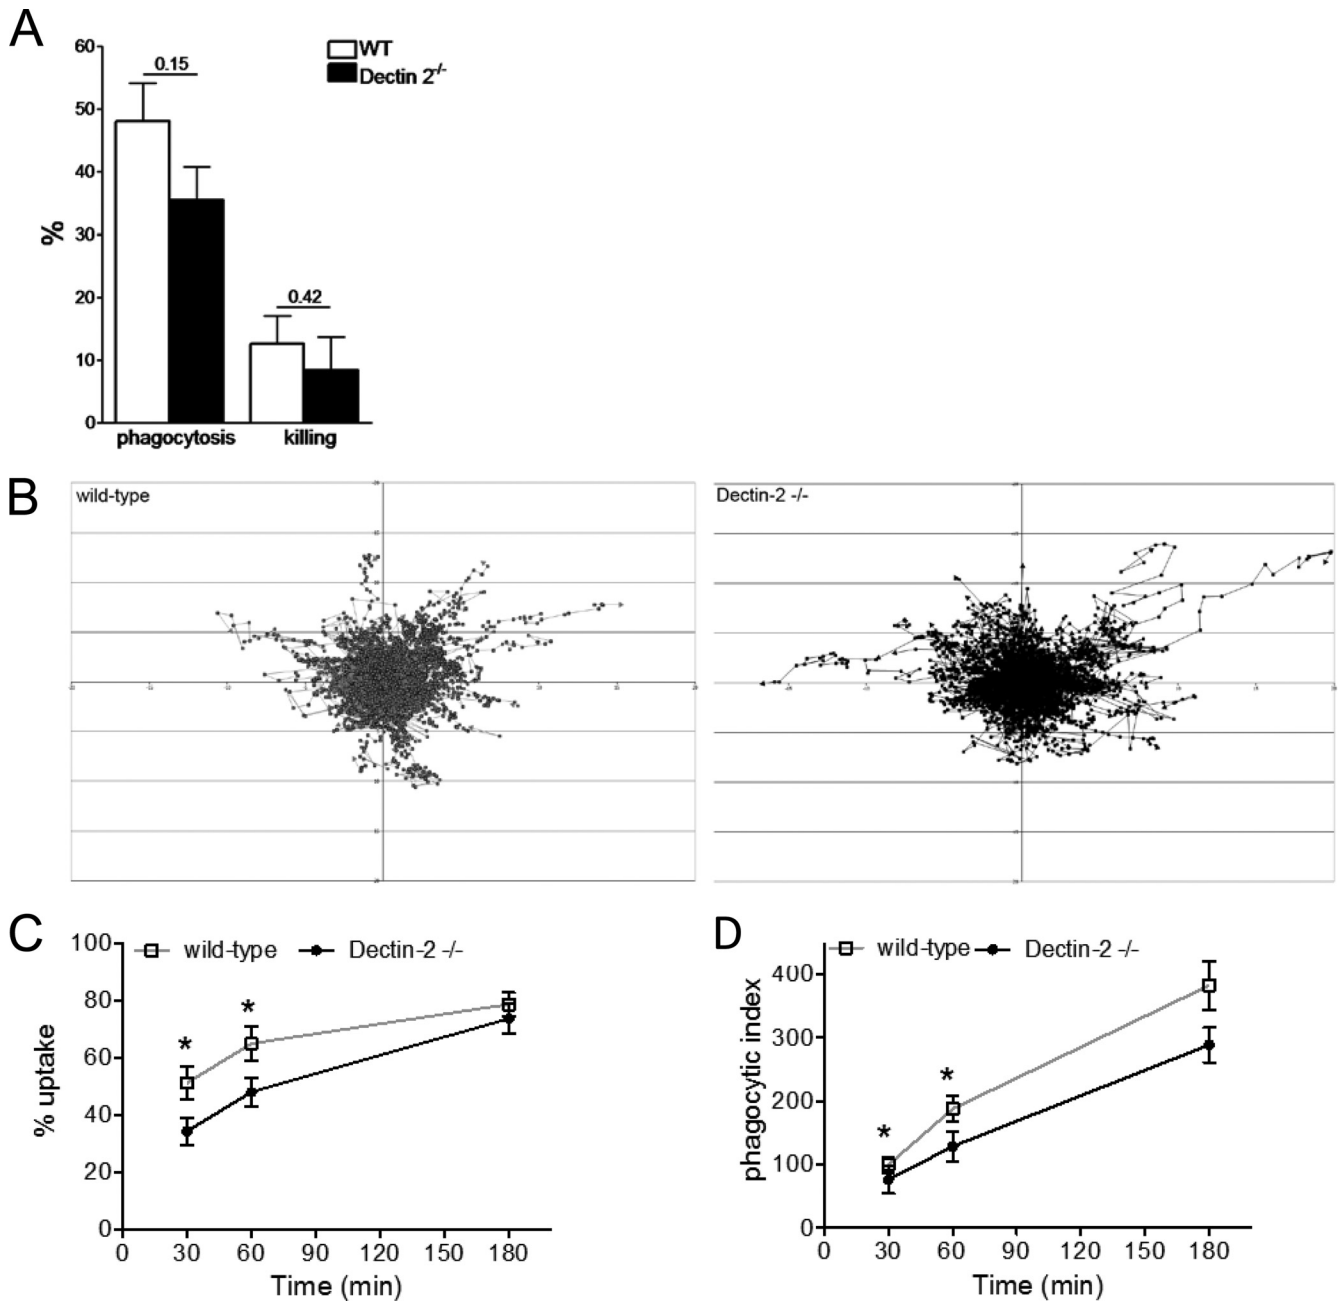 A
60
50
40
30
20
10
0
%
0.15
0.42
WT
Dectin 2-/-
phagocytosis
killing
B
wild-type
Dectin-2 -/-
C
wild-type
Dectin-2 -/-
100
80
60
40
20
0
% uptake
0 30 60 90 120 150 180
Time (min)
*
*
D
wild-type
Dectin-2 -/-
400
300
200
100
0
phagocytic index
0 30 60 90 120 150 180
Time (min)
*
*